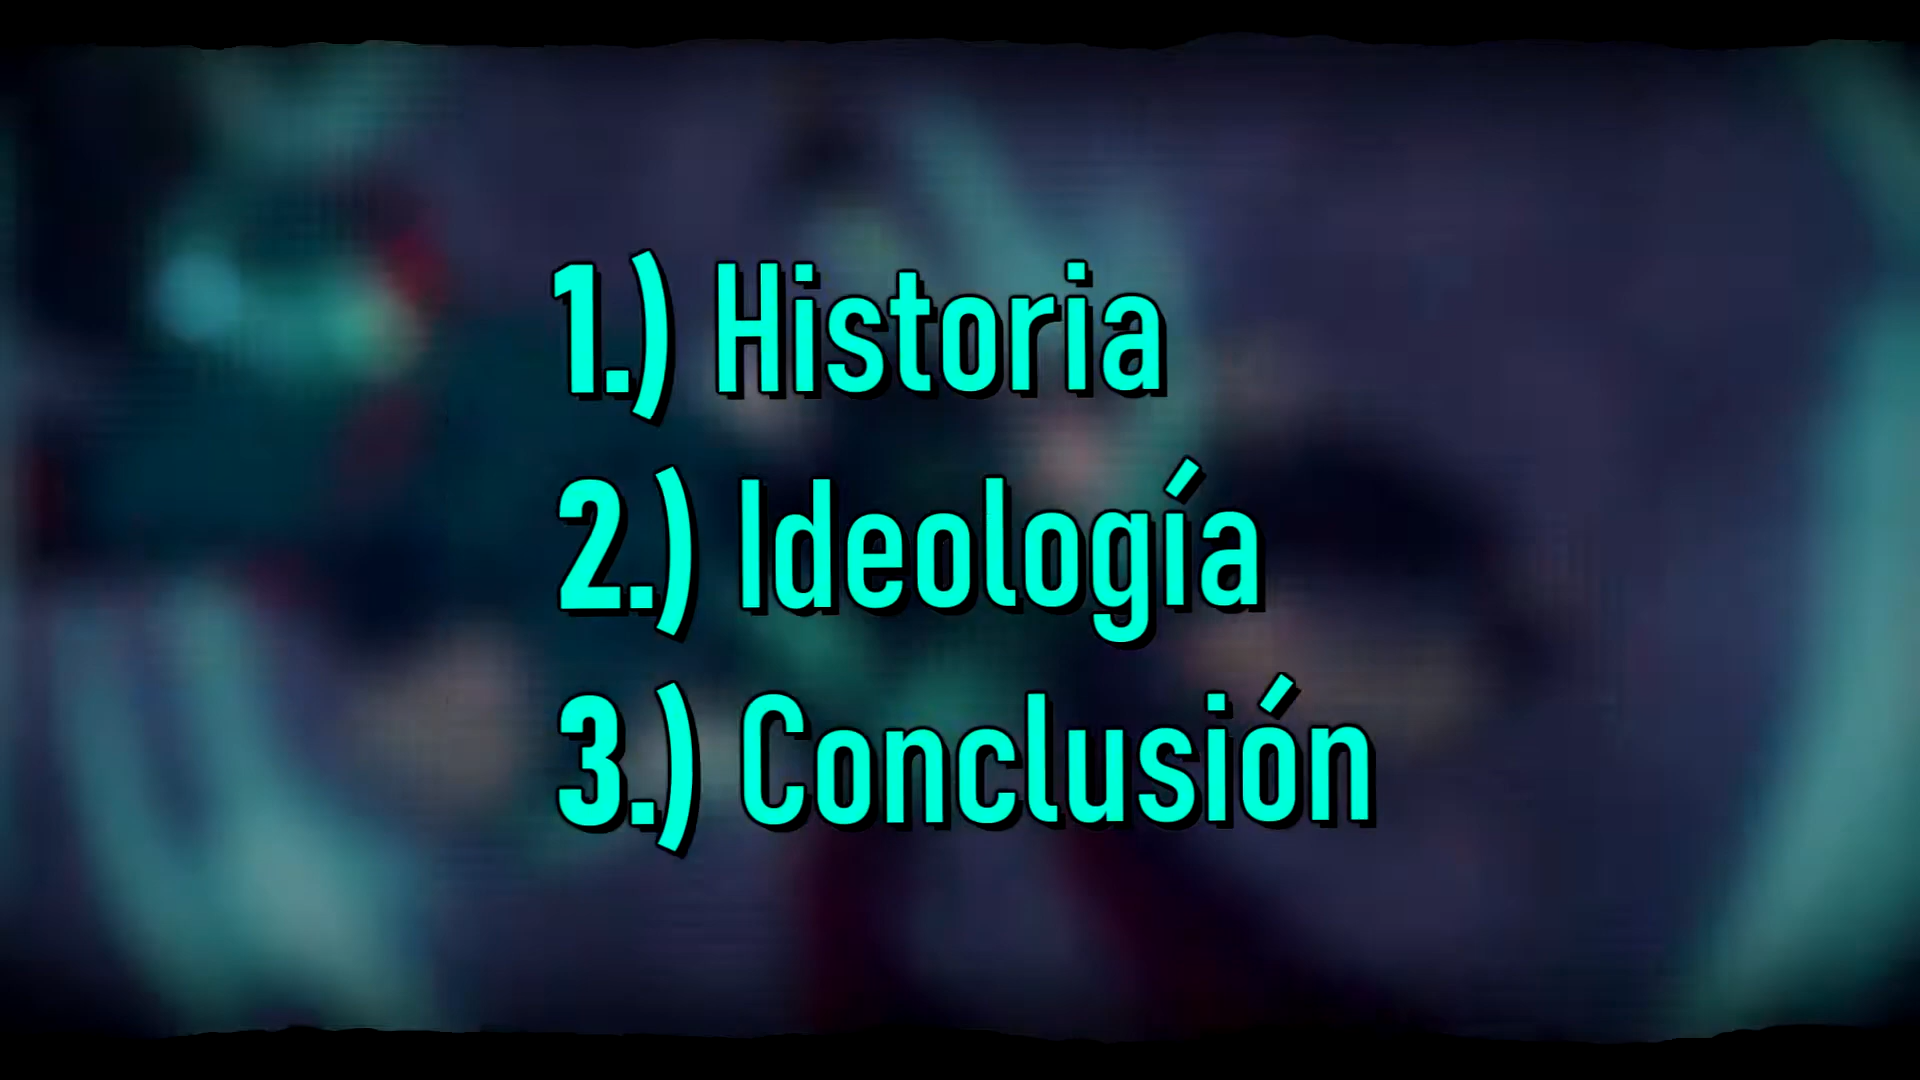 1.) Historia
2.) Ideología
3.) Conclusión